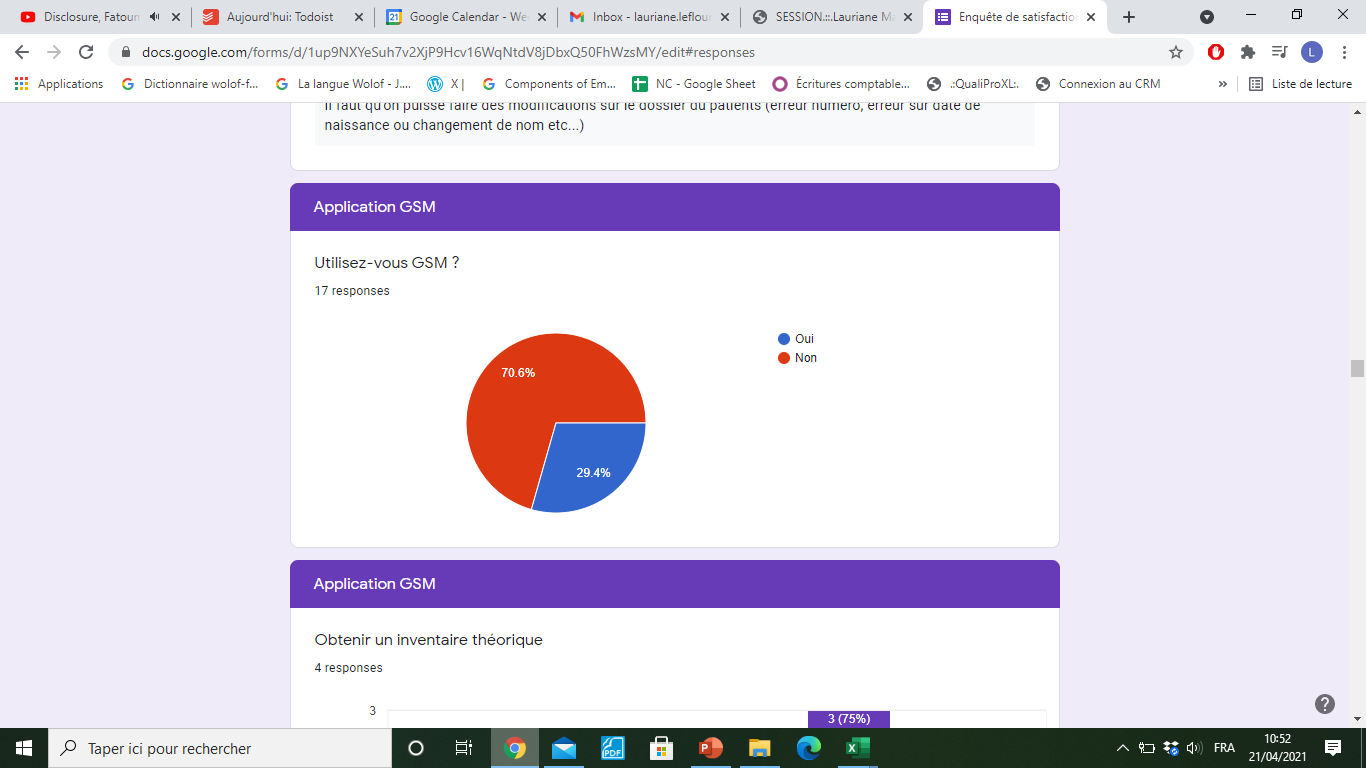 Disclosure, Fatoum
Aujourd'hui: Todoist
Google Calendar - We
Inbox - lauriane.leflour
SESSION.::.Lauriane Ma
Enquête de satisfaction
docs.google.com/forms/d/1up9NXYeSuh7v2XjP9Hcv16WqNtdV8jDbxQ50FhWzsMY/edit#responses
L
Applications
Dictionnaire wolof-f...
La langue Wolof - J....
X |
Components of Em...
NC - Google Sheet
Écritures comptable...
.:QualiProXL:.
Connexion au CRM
»
Liste de lecture
Il faut qu'on puisse faire des modifications sur le dossier du patients (erreur numéro, erreur sur date de
naissance ou changement de nom etc...)
Application GSM
Utilisez-vous GSM ?
17 responses
Oui
Non
70.6%
29.4%
Application GSM
Obtenir un inventaire théorique
4 responses
3
3 (75%)
Taper ici pour rechercher
FRA
10:52
21/04/2021